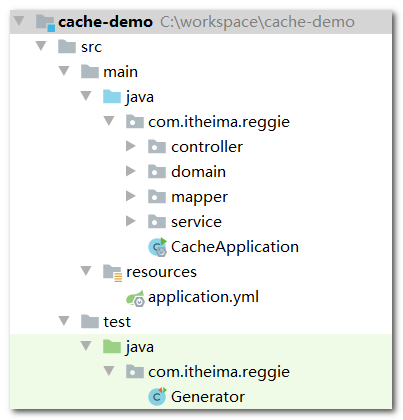 cache-demo C:\workspace\cache-demo
src
main
java
com.itheima.reggie
controller
domain
mapper
service
CacheApplication
resources
application.yml
test
java
com.itheima.reggie
Generator